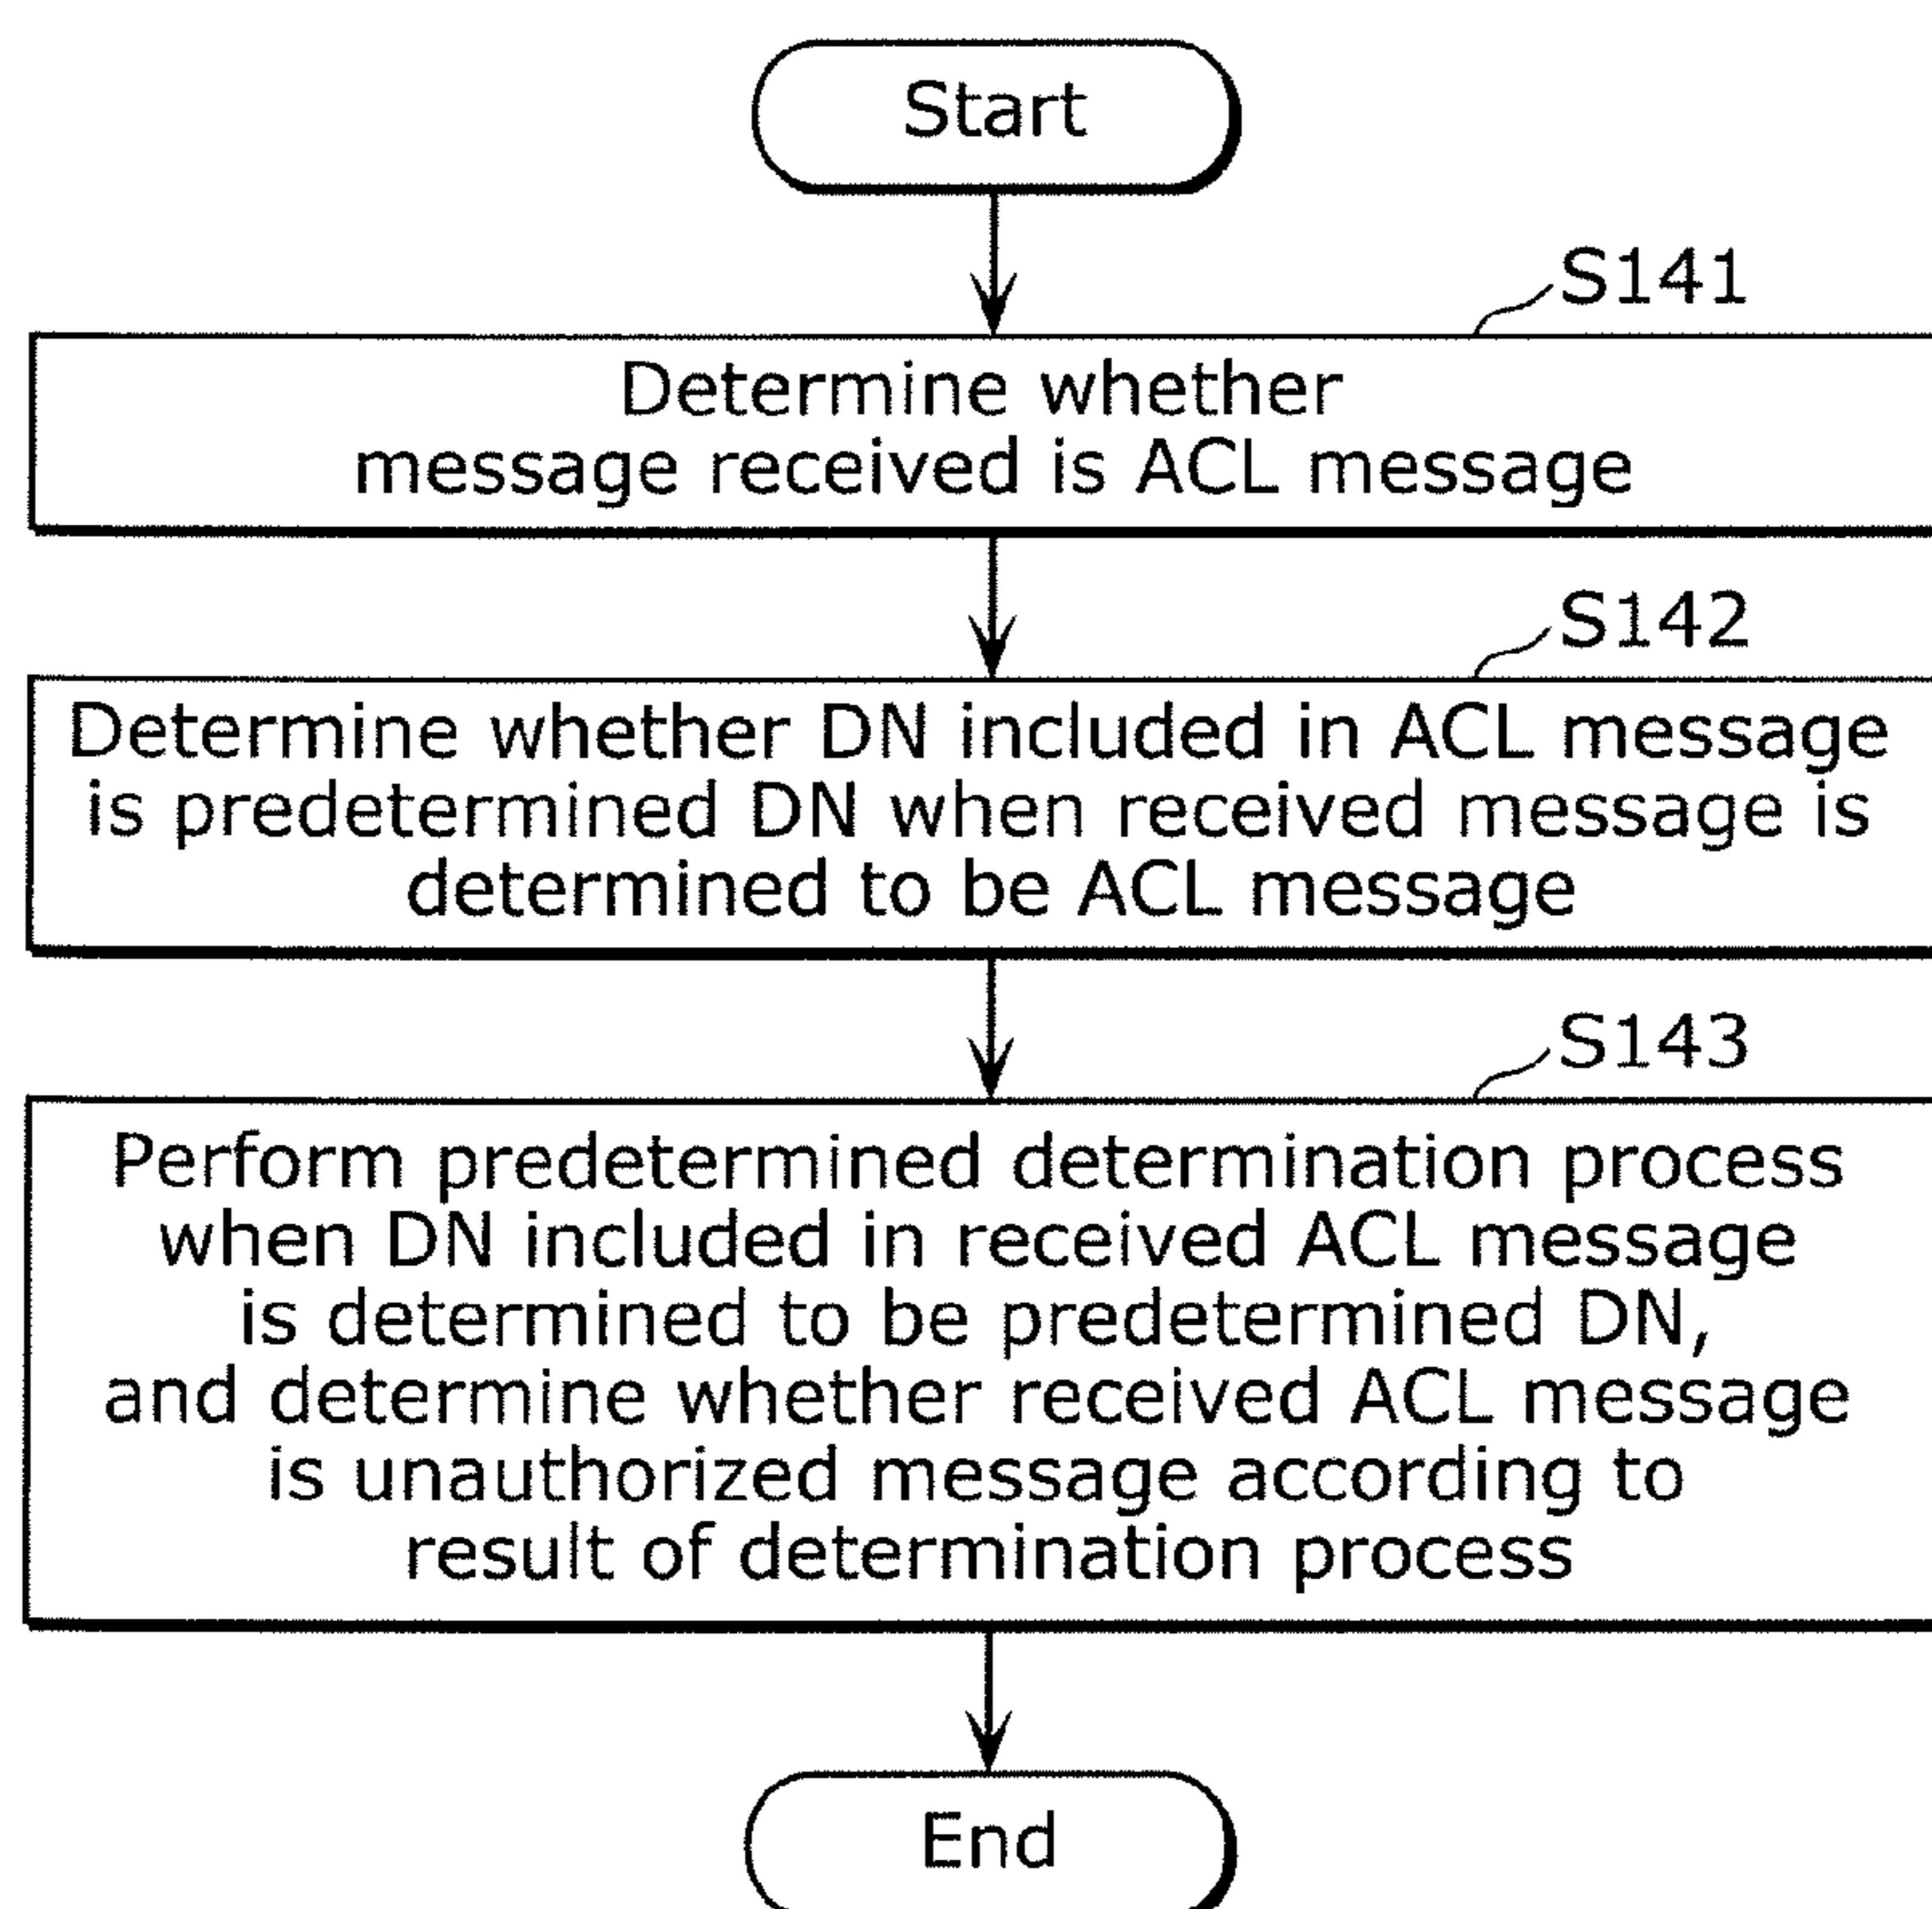 Start
S141
Determine whether
message received is ACL message
S142
Determine whether DN included in ACL message
is predetermined DN when received message is
determined to be ACL message
S143
Perform predetermined determination process
when DN included in received ACL message
is determined to be predetermined DN,
and determine whether received ACL message
is unauthorized message according to
result of determination process
End